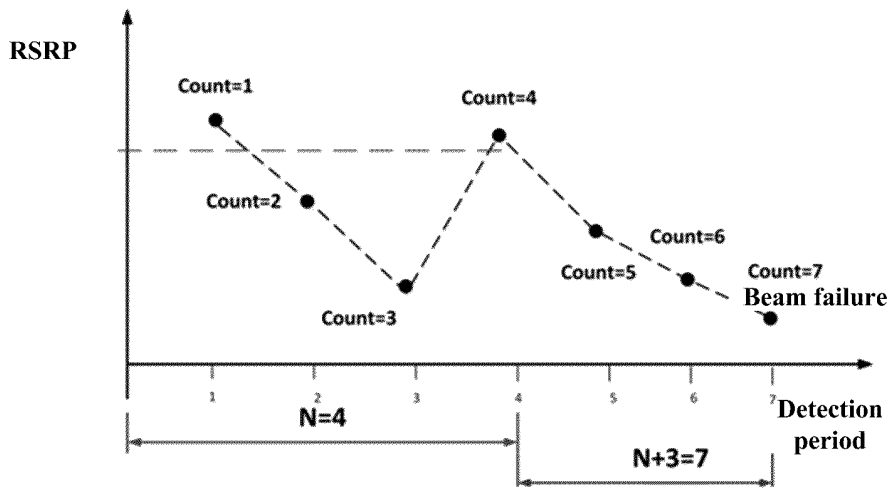 RSRP
Count=1
Count=4
Count=2
Count=6
Count=5
Count=7
Beam failure
Count=3
1 2 3 4 5 6 7
Detection
period
N=4
N+3=7